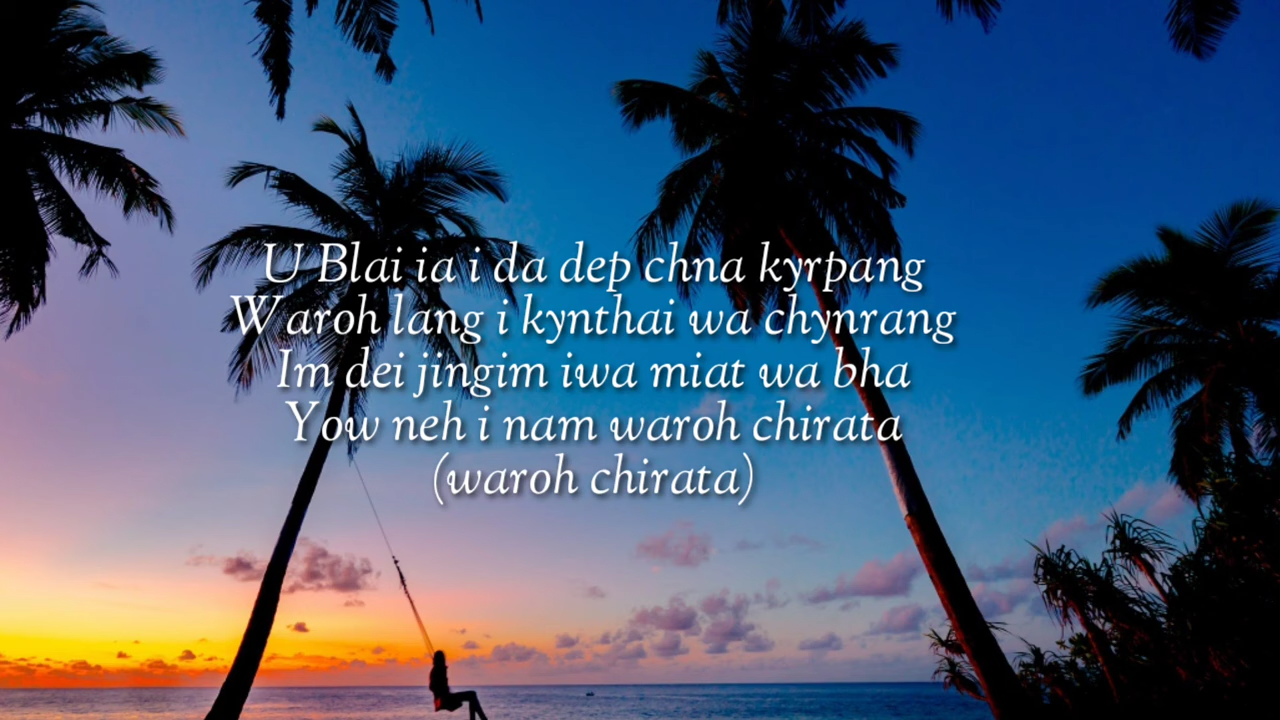 U Blai ia i da dep chna kyrpang
Waroh lang i kynthai wa chynrang
Im dei jingim iwa miat wa bha
Yow neh i nam waroh chirata
(waroh chirata)